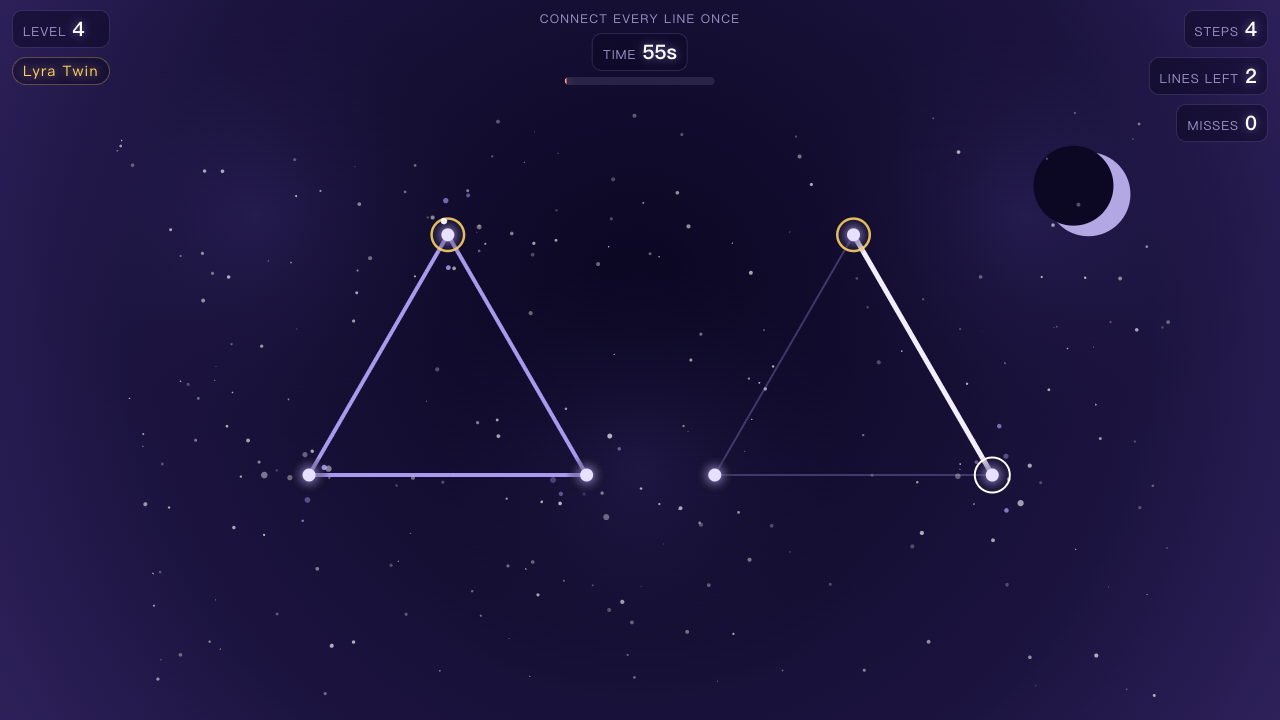 LEVEL 4
Lyra Twin
CONNECT EVERY LINE ONCE
TIME 55s
STEPS 4
LINES LEFT 2
MISSES 0